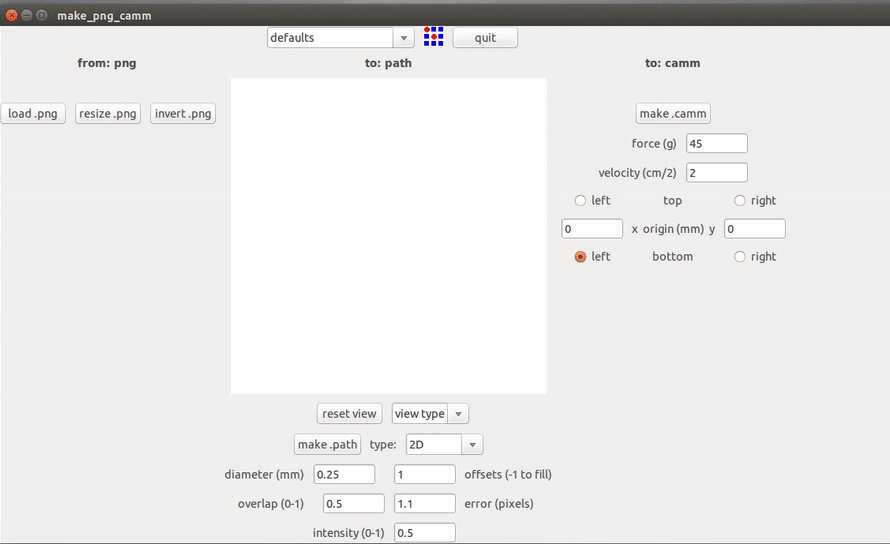 make_png_camm
defaults quit
from: png to: path to: camm
load .png resize .png invert .png make .camm
force (g) 45
velocity (cm/2) 2
left top right
0 x origin (mm) y 0
left bottom right
reset view view type
make .path type: 2D
diameter (mm) 0.25 1 offsets (-1 to fill)
overlap (0-1) 0.5 1.1 error (pixels)
intensity (0-1) 0.5